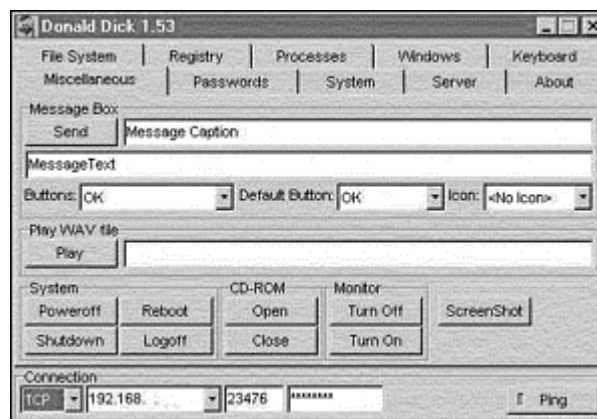 Donald Dick 1.53
File System Registry Processes Windows Keyboard
Miscellaneous Passwords System Server About
Message Box
Send Message Caption
MessageText
Buttons: OK Default Button: OK Icon: <No Icon>
Play WAV file
Play
System CD-ROM Monitor
Poweroff Reboot Open Turn Off ScreenShot
Shutdown Logoff Close Turn On
Connection
TCP 192.168. 23476 ******** Ping